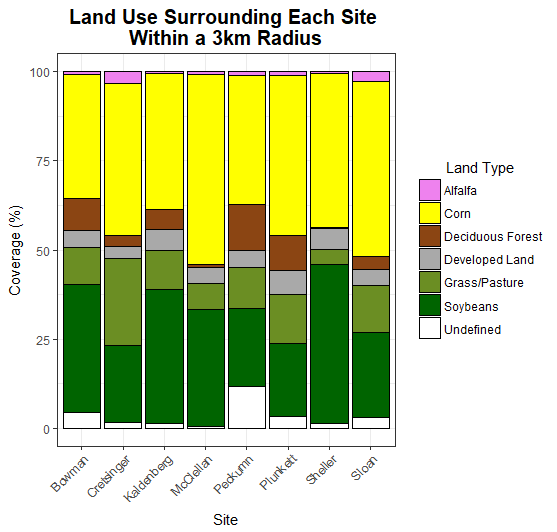 Land Use Surrounding Each Site
Within a 3km Radius
Coverage (%)
100
75
50
25
0
Bowman
Cretsinger
Kaldenberg
McClellan
Peckumn
Plunkett
Sheller
Sloan
Site
Land Type
Alfalfa
Corn
Deciduous Forest
Developed Land
Grass/Pasture
Soybeans
Undefined